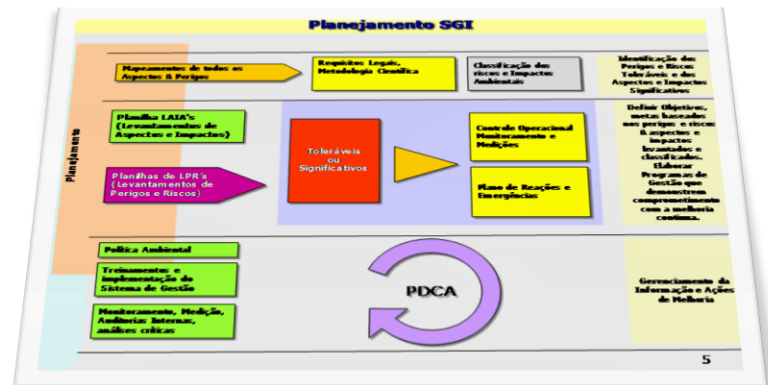 Planejamento SGI
Planejamento
Mapeamentos de todos os
Aspectos & Perigos
Requisitos Legais,
Metodologia Científica
Classificação dos
riscos e Impactos
Ambientais
Identificação dos
Perigos e Riscos
Toleráveis e dos
Aspectos e Impactos
Significativos
Planilha LAIA's
(Levantamentos de
Aspectos e Impactos)
Planilhas de LPR's
(Levantamentos de
Perigos e Riscos)
Toleráveis
ou
Significativos
Controle Operacional
Monitoramento e
Medições
Plano de Reações e
Emergências
Definir Objetivos,
metas baseados
nos perigos e riscos
& aspectos e
impactos
levantados e
classificados.
Elaborar
Programas de
Gestão que
demonstrem
comprometimento
com a melhoria
contínua.
Política Ambiental
Treinamentos e
implementação do
Sistema de Gestão
Monitoramento, Medição,
Auditorias Internas,
análises críticas
PDCA
Gerenciamento da
Informação e Ações
de Melhoria
5